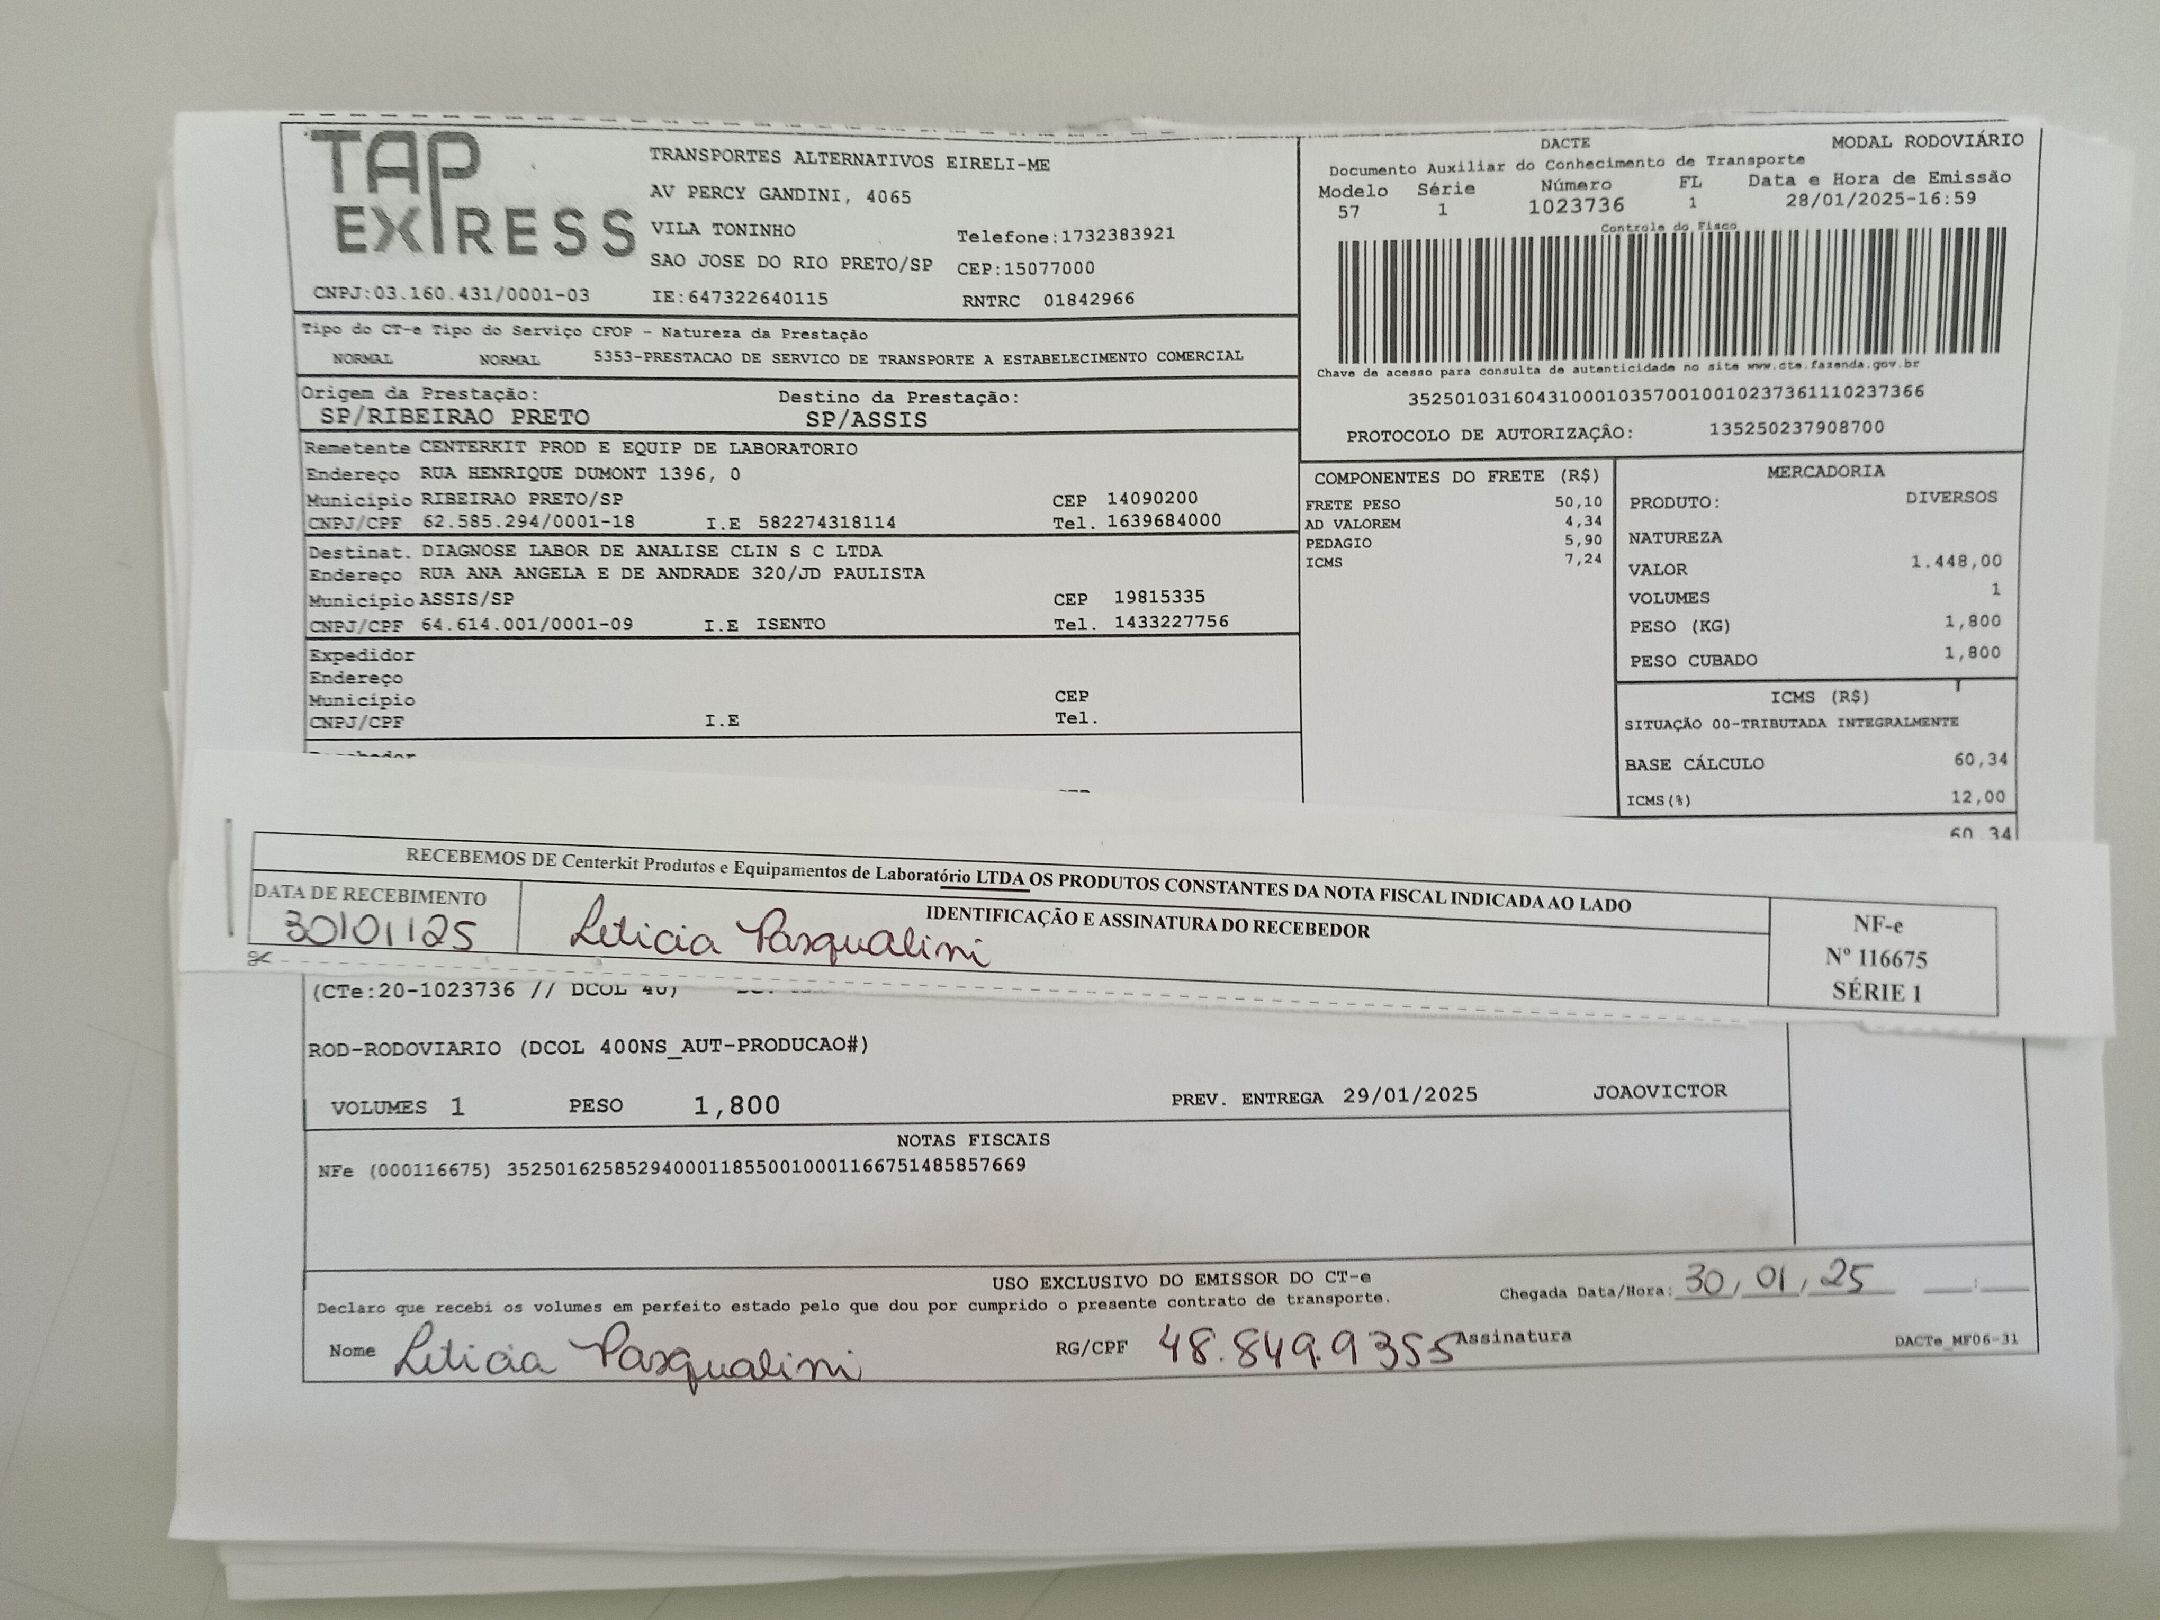 TAP EXPRESS
TRANSPORTES ALTERNATIVOS EIRELI-ME
AV PERCY GANDINI, 4065
VILA TONINHO Telefone:1732383921
SAO JOSE DO RIO PRETO/SP CEP:15077000
CNPJ:03.160.431/0001-03 IE:647322640115 RNTRC 01842966
DACTE MODAL RODOVIÁRIO
Documento Auxiliar do Conhecimento de Transporte
Modelo Série Número FL Data e Hora de Emissão
57 1 1023736 1 28/01/2025-16:59
Controle do Fisco
Chave de acesso para consulta de autenticidade no site www.cte.fazenda.gov.br
35250103160431000103570010010237361110237366
PROTOCOLO DE AUTORIZAÇÃO: 135250237908700
Tipo do CT-e Tipo do Serviço CFOP - Natureza da Prestação
NORMAL NORMAL 5353-PRESTACAO DE SERVICO DE TRANSPORTE A ESTABELECIMENTO COMERCIAL
Origem da Prestação: Destino da Prestação:
SP/RIBEIRAO PRETO SP/ASSIS
Remetente CENTERKIT PROD E EQUIP DE LABORATORIO
Endereço RUA HENRIQUE DUMONT 1396, 0
Município RIBEIRAO PRETO/SP CEP 14090200
CNPJ/CPF 62.585.294/0001-18 I.E 582274318114 Tel. 1639684000
Destinat. DIAGNOSE LABOR DE ANALISE CLIN S C LTDA
Endereço RUA ANA ANGELA E DE ANDRADE 320/JD PAULISTA
Município ASSIS/SP CEP 19815335
CNPJ/CPF 64.614.001/0001-09 I.E ISENTO Tel. 1433227756
Expedidor
Endereço
Município CEP
CNPJ/CPF I.E Tel.
COMPONENTES DO FRETE (R$)
FRETE PESO 50,10
AD VALOREM 4,34
PEDAGIO 5,90
ICMS 7,24
MERCADORIA
PRODUTO: DIVERSOS
NATUREZA
VALOR 1.448,00
VOLUMES 1
PESO (KG) 1,800
PESO CUBADO 1,800
ICMS (R$)
SITUAÇÃO 00-TRIBUTADA INTEGRALMENTE
BASE CÁLCULO 60,34
ICMS(%) 12,00
60,34
RECEBEMOS DE Centerkit Produtos e Equipamentos de Laboratório LTDA OS PRODUTOS CONSTANTES DA NOTA FISCAL INDICADA AO LADO
DATA DE RECEBIMENTO IDENTIFICAÇÃO E ASSINATURA DO RECEBEDOR
30/01/25 Leticia Pasqualini
NF-e
Nº 116675
SÉRIE 1
(CTe:20-1023736 // DCOL 40)
ROD-RODOVIARIO (DCOL 400NS_AUT-PRODUCAO#)
VOLUMES 1 PESO 1,800 PREV. ENTREGA 29/01/2025 JOAOVICTOR
NOTAS FISCAIS
NFe (000116675) 35250162585294000118550010001166751485857669
USO EXCLUSIVO DO EMISSOR DO CT-e
Declaro que recebi os volumes em perfeito estado pelo que dou por cumprido o presente contrato de transporte.
Chegada Data/Hora: 30/01/25 :
Nome Leticia Pasqualini RG/CPF 48.849.9355 Assinatura DACTe_MF06-31